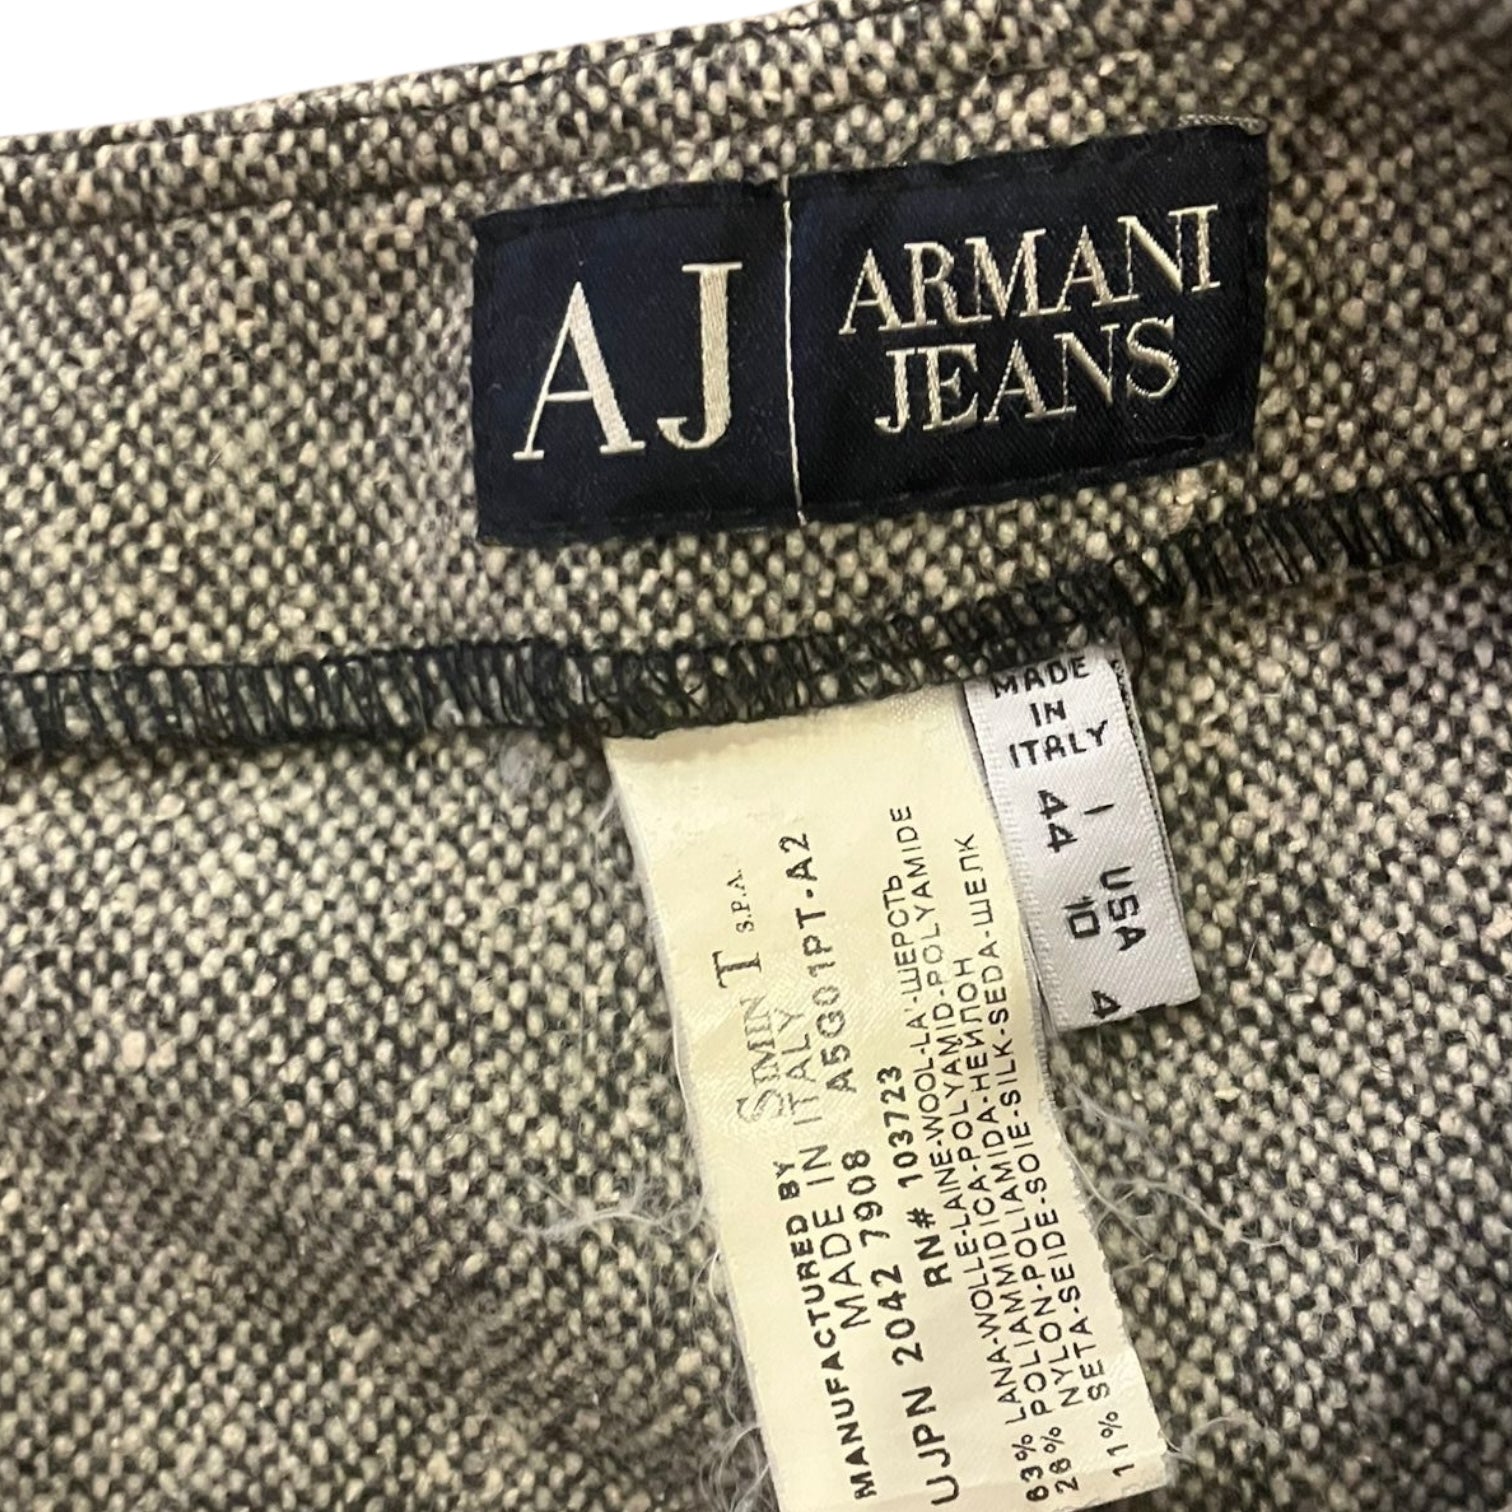 AJ
ARMANI
JEANS
MADE
IN
ITALY
I USA
44 10 4
MANUFACTURED BY SIMINT S.P.A.
MADE IN ITALY
7908 A5G01PT-A2
UJPN 2042
RN# 103723
63% LANA-WOLLE-LAINE-WOOL-LA'-ШЕРСТЬ
26% POLIAMMIDICA-POLYAMID-POLYAMIDE
NYLON-POLIAMIDA-НЕЙЛОН
11% SETA-SEIDE-SOIE-SILK-SEDA-ШЕЛК